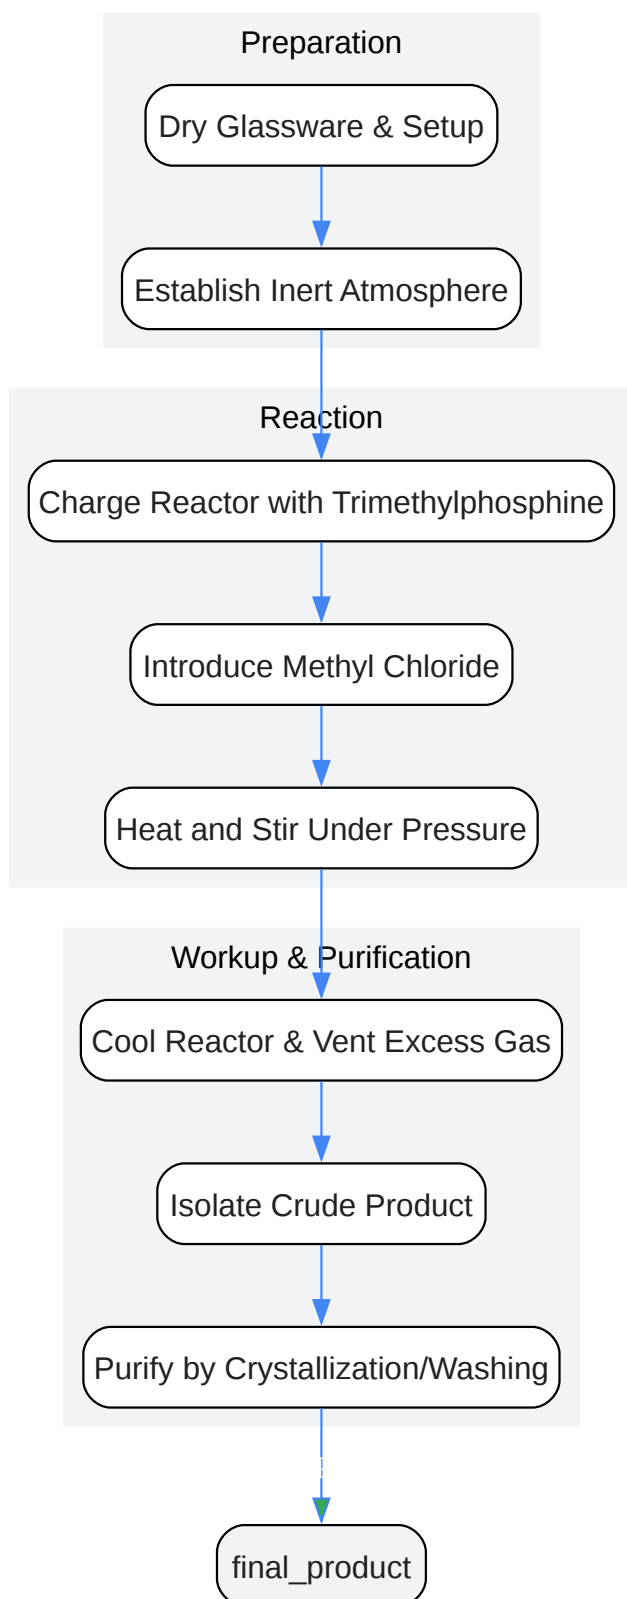 Preparation
Dry Glassware & Setup
Establish Inert Atmosphere
Reaction
Charge Reactor with Trimethylphosphine
Introduce Methyl Chloride
Heat and Stir Under Pressure
Workup & Purification
Cool Reactor & Vent Excess Gas
Isolate Crude Product
Purify by Crystallization/Washing
final_product